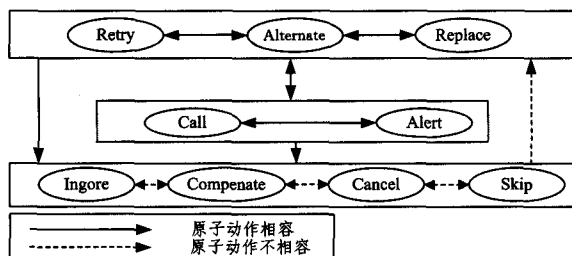 Retry Alternate Replace
Call Alert
Ingore Compenate Cancel Skip
原子动作相容
原子动作不相容